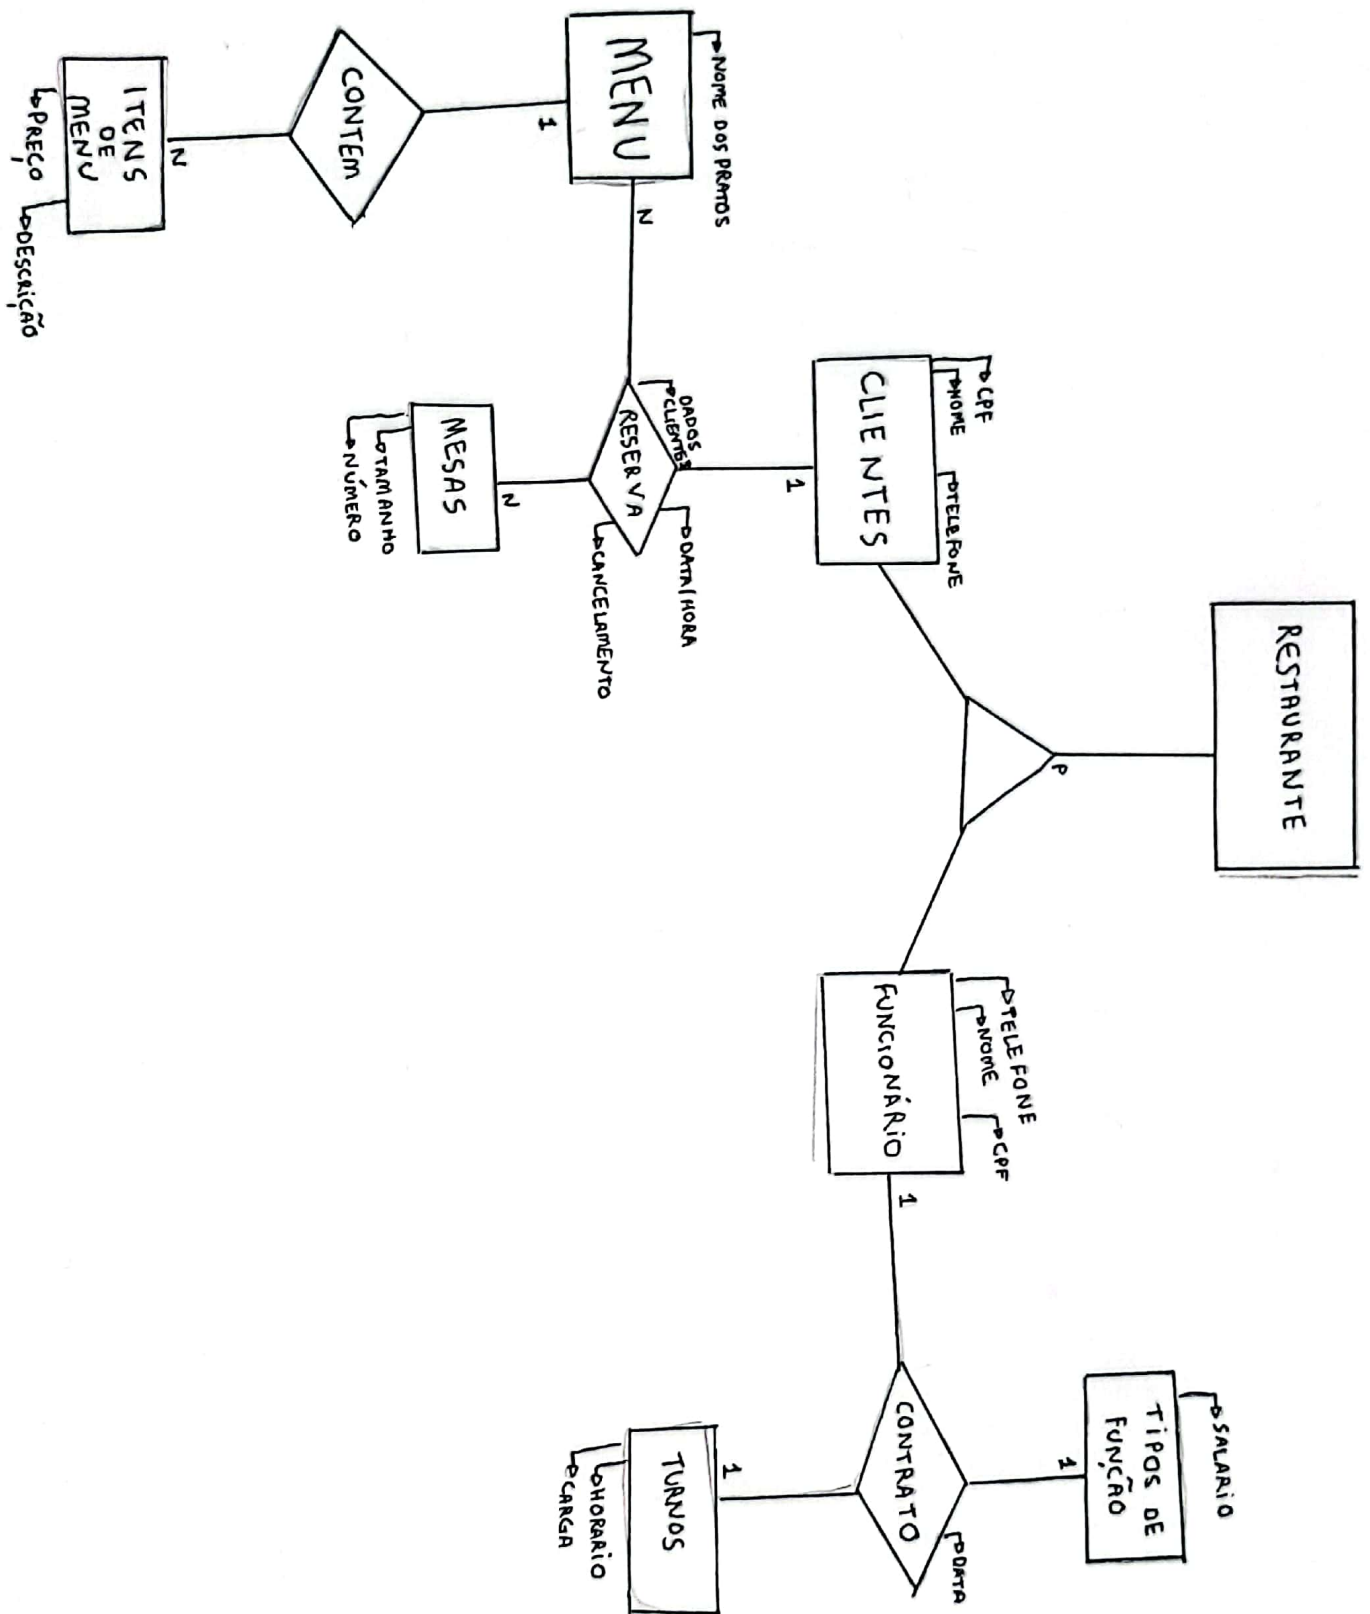 RESTAURANTE
P
CPF
NOME
TELEFONE
CLIENTES
1
TELEFONE
NOME
CPF
FUNCIONÁRIO
1
SALARIO
TIPOS DE
FUNÇÃO
1
CONTRATO
DATA
1
TURNOS
HORARIO
CARGA
NOME DOS PRATOS
MENU
N
1
DADOS
CLIENTES
RESERVA
DATA/HORA
CANCELAMENTO
N
MESAS
TAMANHO
NÚMERO
CONTEM
N
ITENS
DE
MENU
PREÇO
DESCRIÇÃO